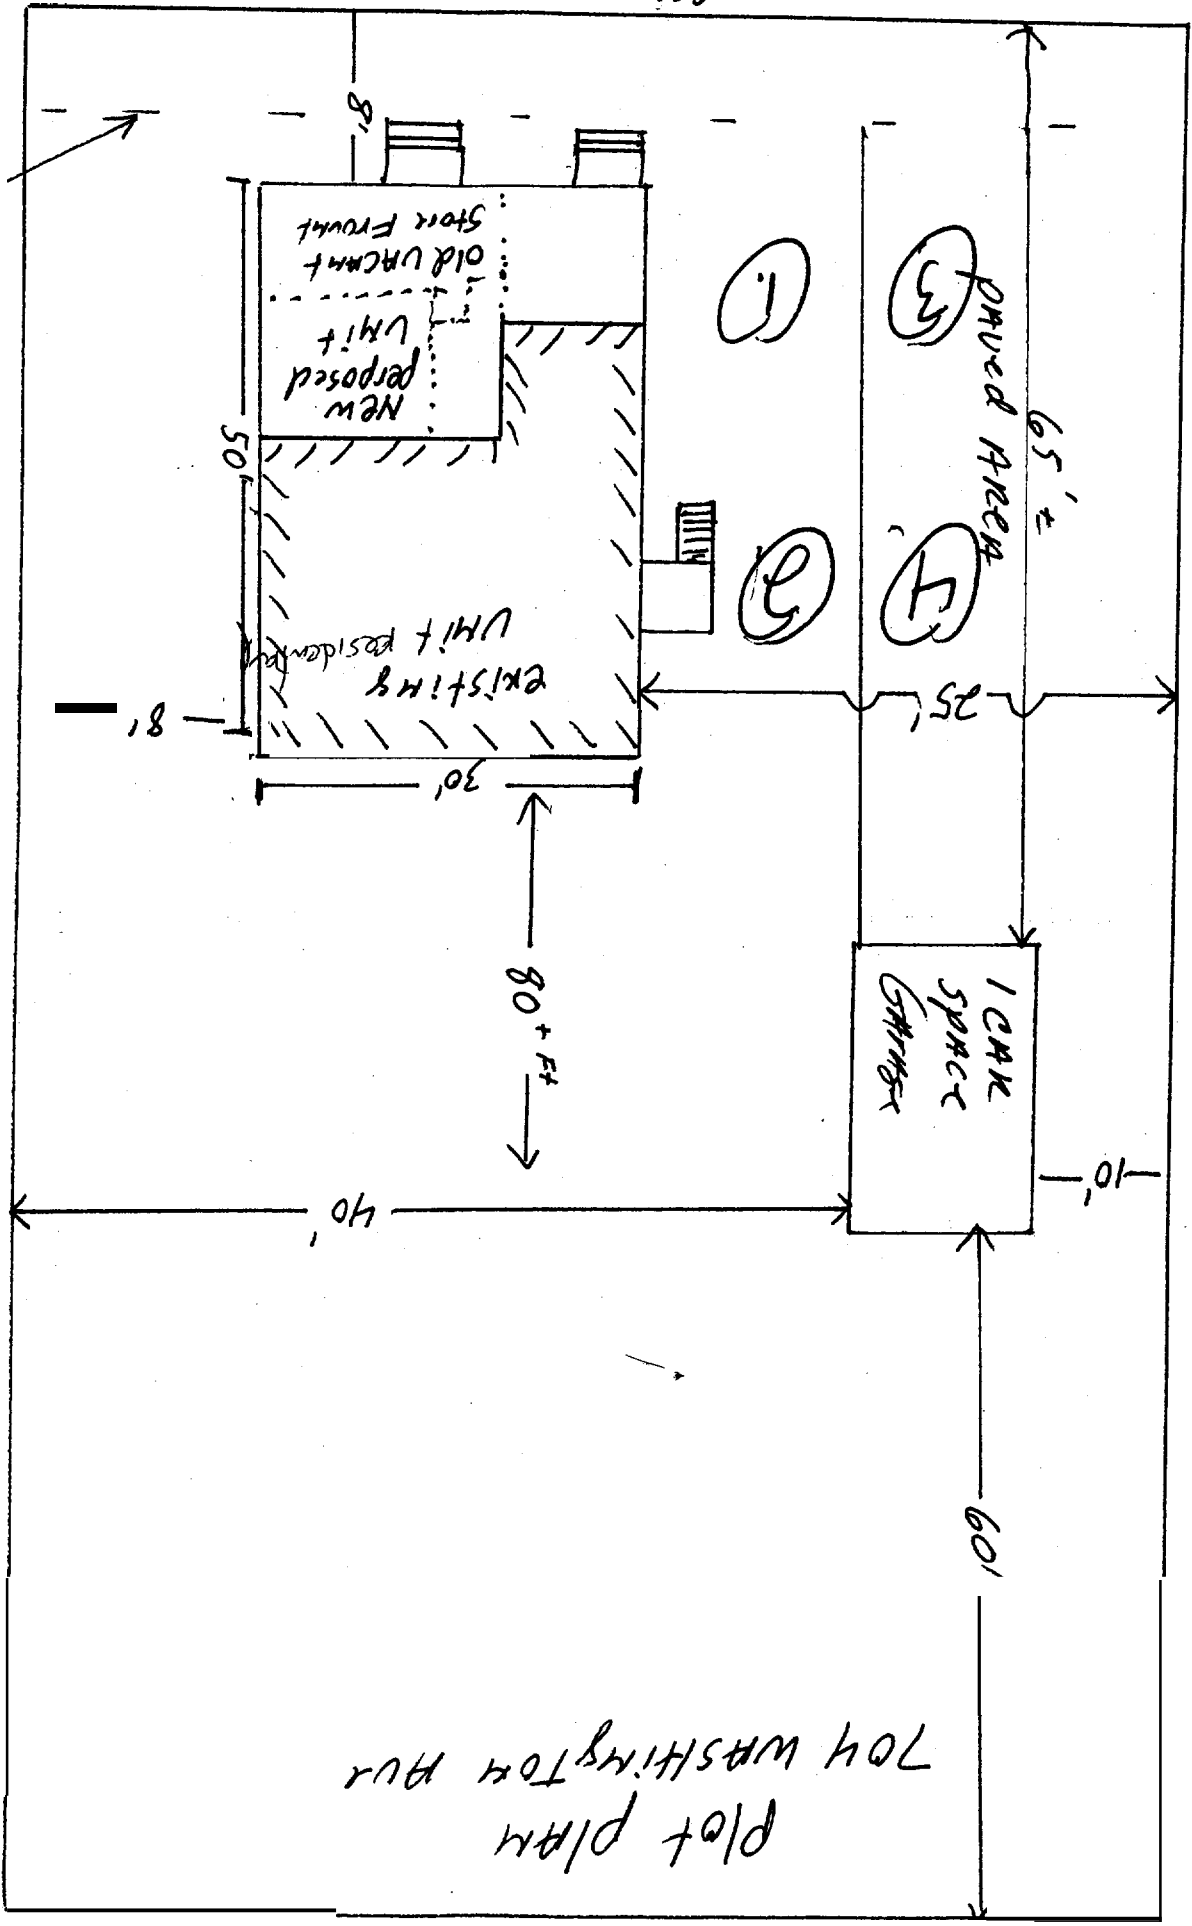 Plot plAN
704 WASHINgTON AVE
60'
40'
10'
1 CAR
SPACE
GARAGE
80 + Ft
30'
8'
existiNg
UNit residential
25'
2
4
50'
65' ±
PAVED AREA
New
perposed
UNit
old VACANt
Store FrouNt
1.
3
8'